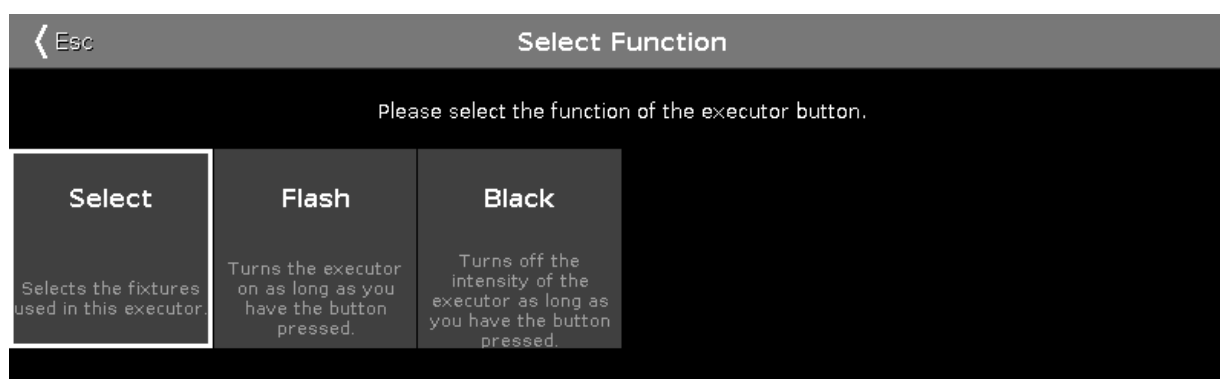 Esc
Select Function
Please select the function of the executor button.
Select
Selects the fixtures
used in this executor.
Flash
Turns the executor
on as long as you
have the button
pressed.
Black
Turns off the
intensity of the
executor as long as
you have the button
pressed.